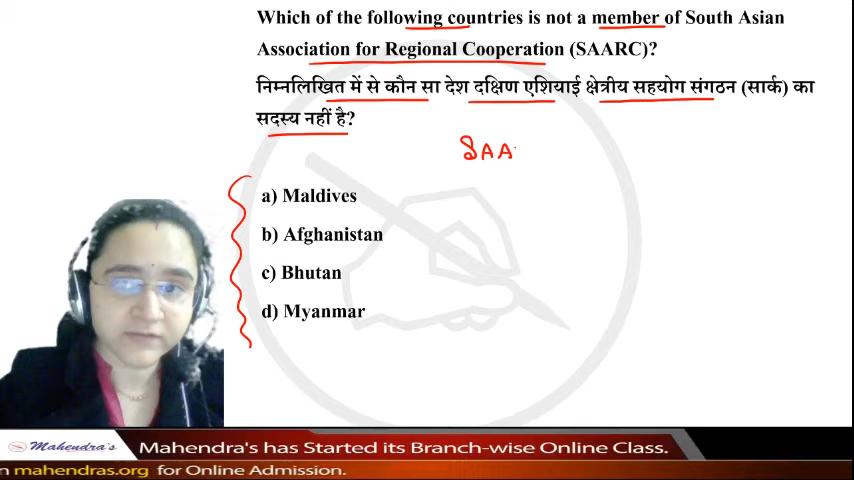 Which of the following countries is not a member of South Asian
Association for Regional Cooperation (SAARC)?
निम्नलिखित में से कौन सा देश दक्षिण एशियाई क्षेत्रीय सहयोग संगठन (सार्क) का
सदस्य नहीं है?
SAA
a) Maldives
b) Afghanistan
c) Bhutan
d) Myanmar
Mahendra's
Mahendra's has Started its Branch-wise Online Class.
n mahendras.org for Online Admission.